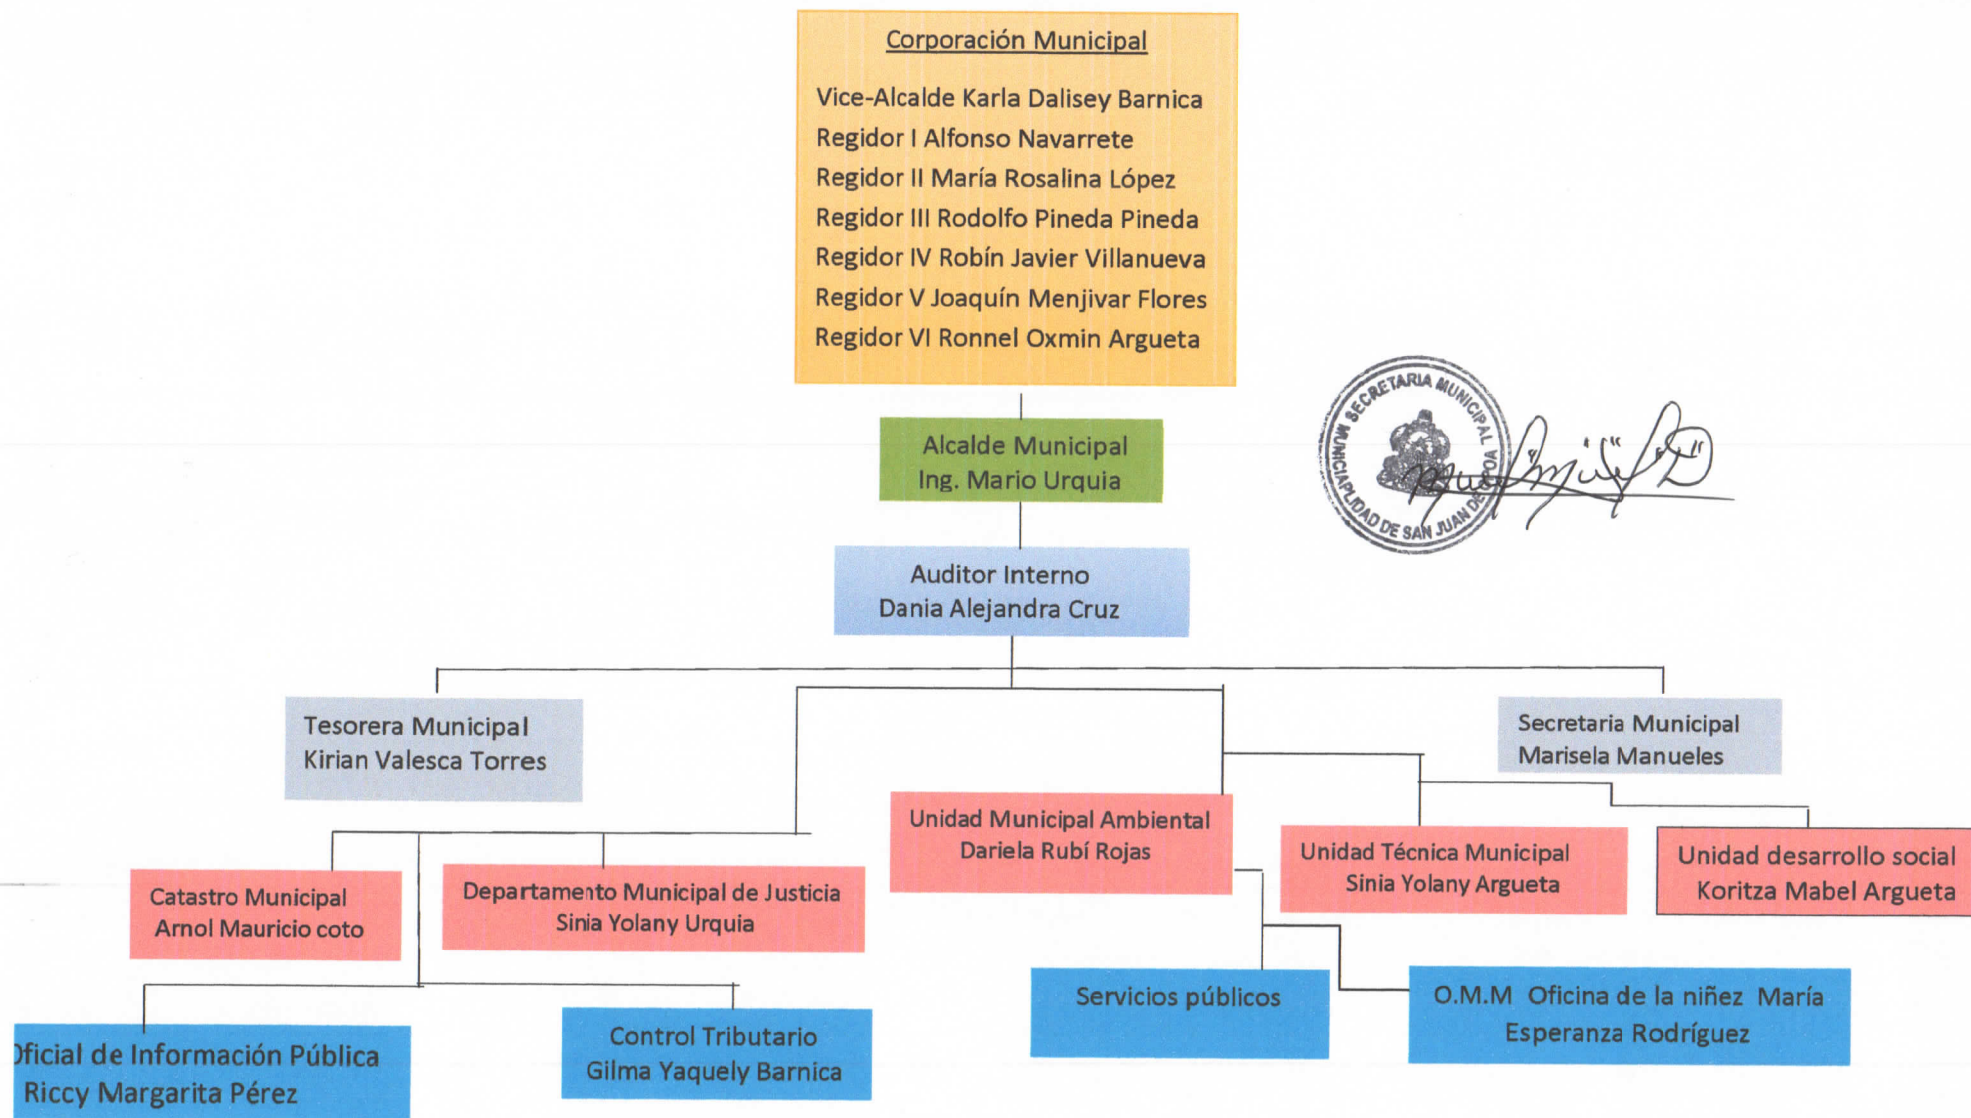 Corporación Municipal
Vice-Alcalde Karla Dalisey Barnica
Regidor I Alfonso Navarrete
Regidor II María Rosalina López
Regidor III Rodolfo Pineda Pineda
Regidor IV Robín Javier Villanueva
Regidor V Joaquín Menjivar Flores
Regidor VI Ronnel Oxmin Argueta
SECRETARIA MUNICIPAL
MUNICIAPLIDAD DE SAN JUAN DE OPOA
Alcalde Municipal
Ing. Mario Urquia
Auditor Interno
Dania Alejandra Cruz
Tesorera Municipal
Kirian Valesca Torres
Secretaria Municipal
Marisela Manueles
Unidad Municipal Ambiental
Dariela Rubí Rojas
Unidad Técnica Municipal
Sinia Yolany Argueta
Unidad desarrollo social
Koritza Mabel Argueta
Catastro Municipal
Arnol Mauricio coto
Departamento Municipal de Justicia
Sinia Yolany Urquia
Servicios públicos
O.M.M Oficina de la niñez María
Esperanza Rodríguez
Oficial de Información Pública
Riccy Margarita Pérez
Control Tributario
Gilma Yaquely Barnica